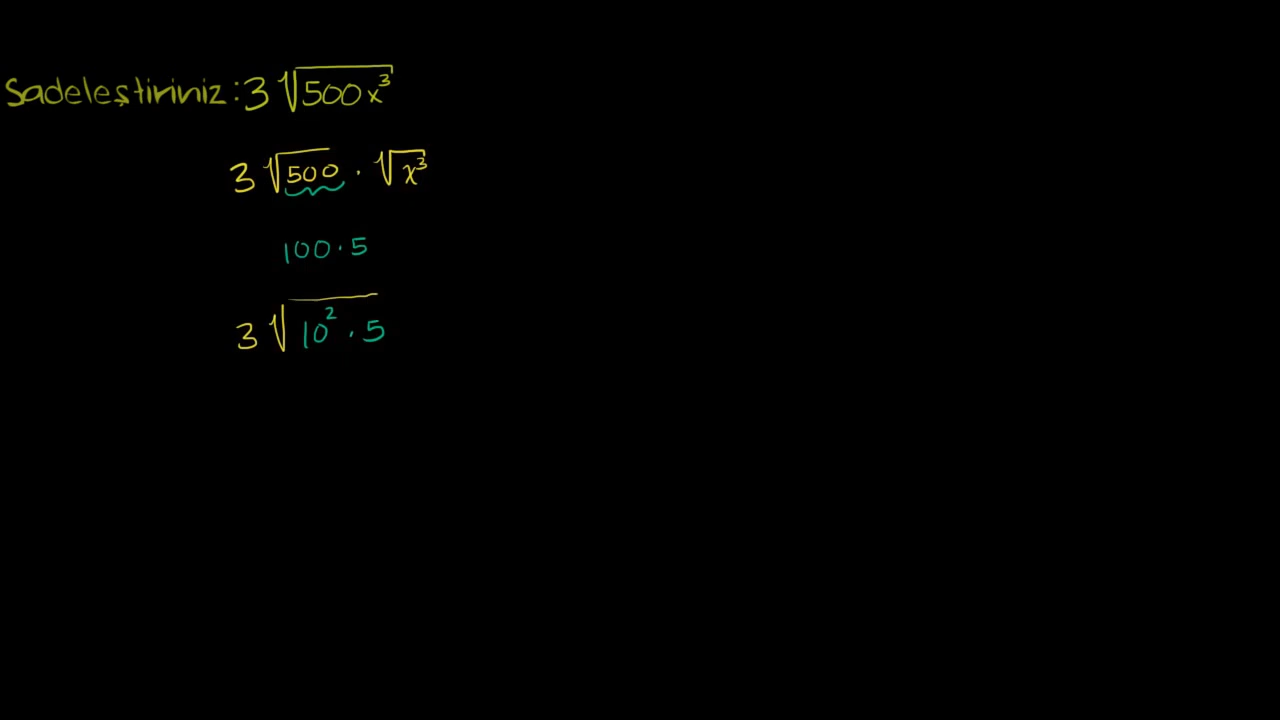 Sadeleştiriniz: 3 √500x³
3 √500 · √x³
100 · 5
3 √10² · 5